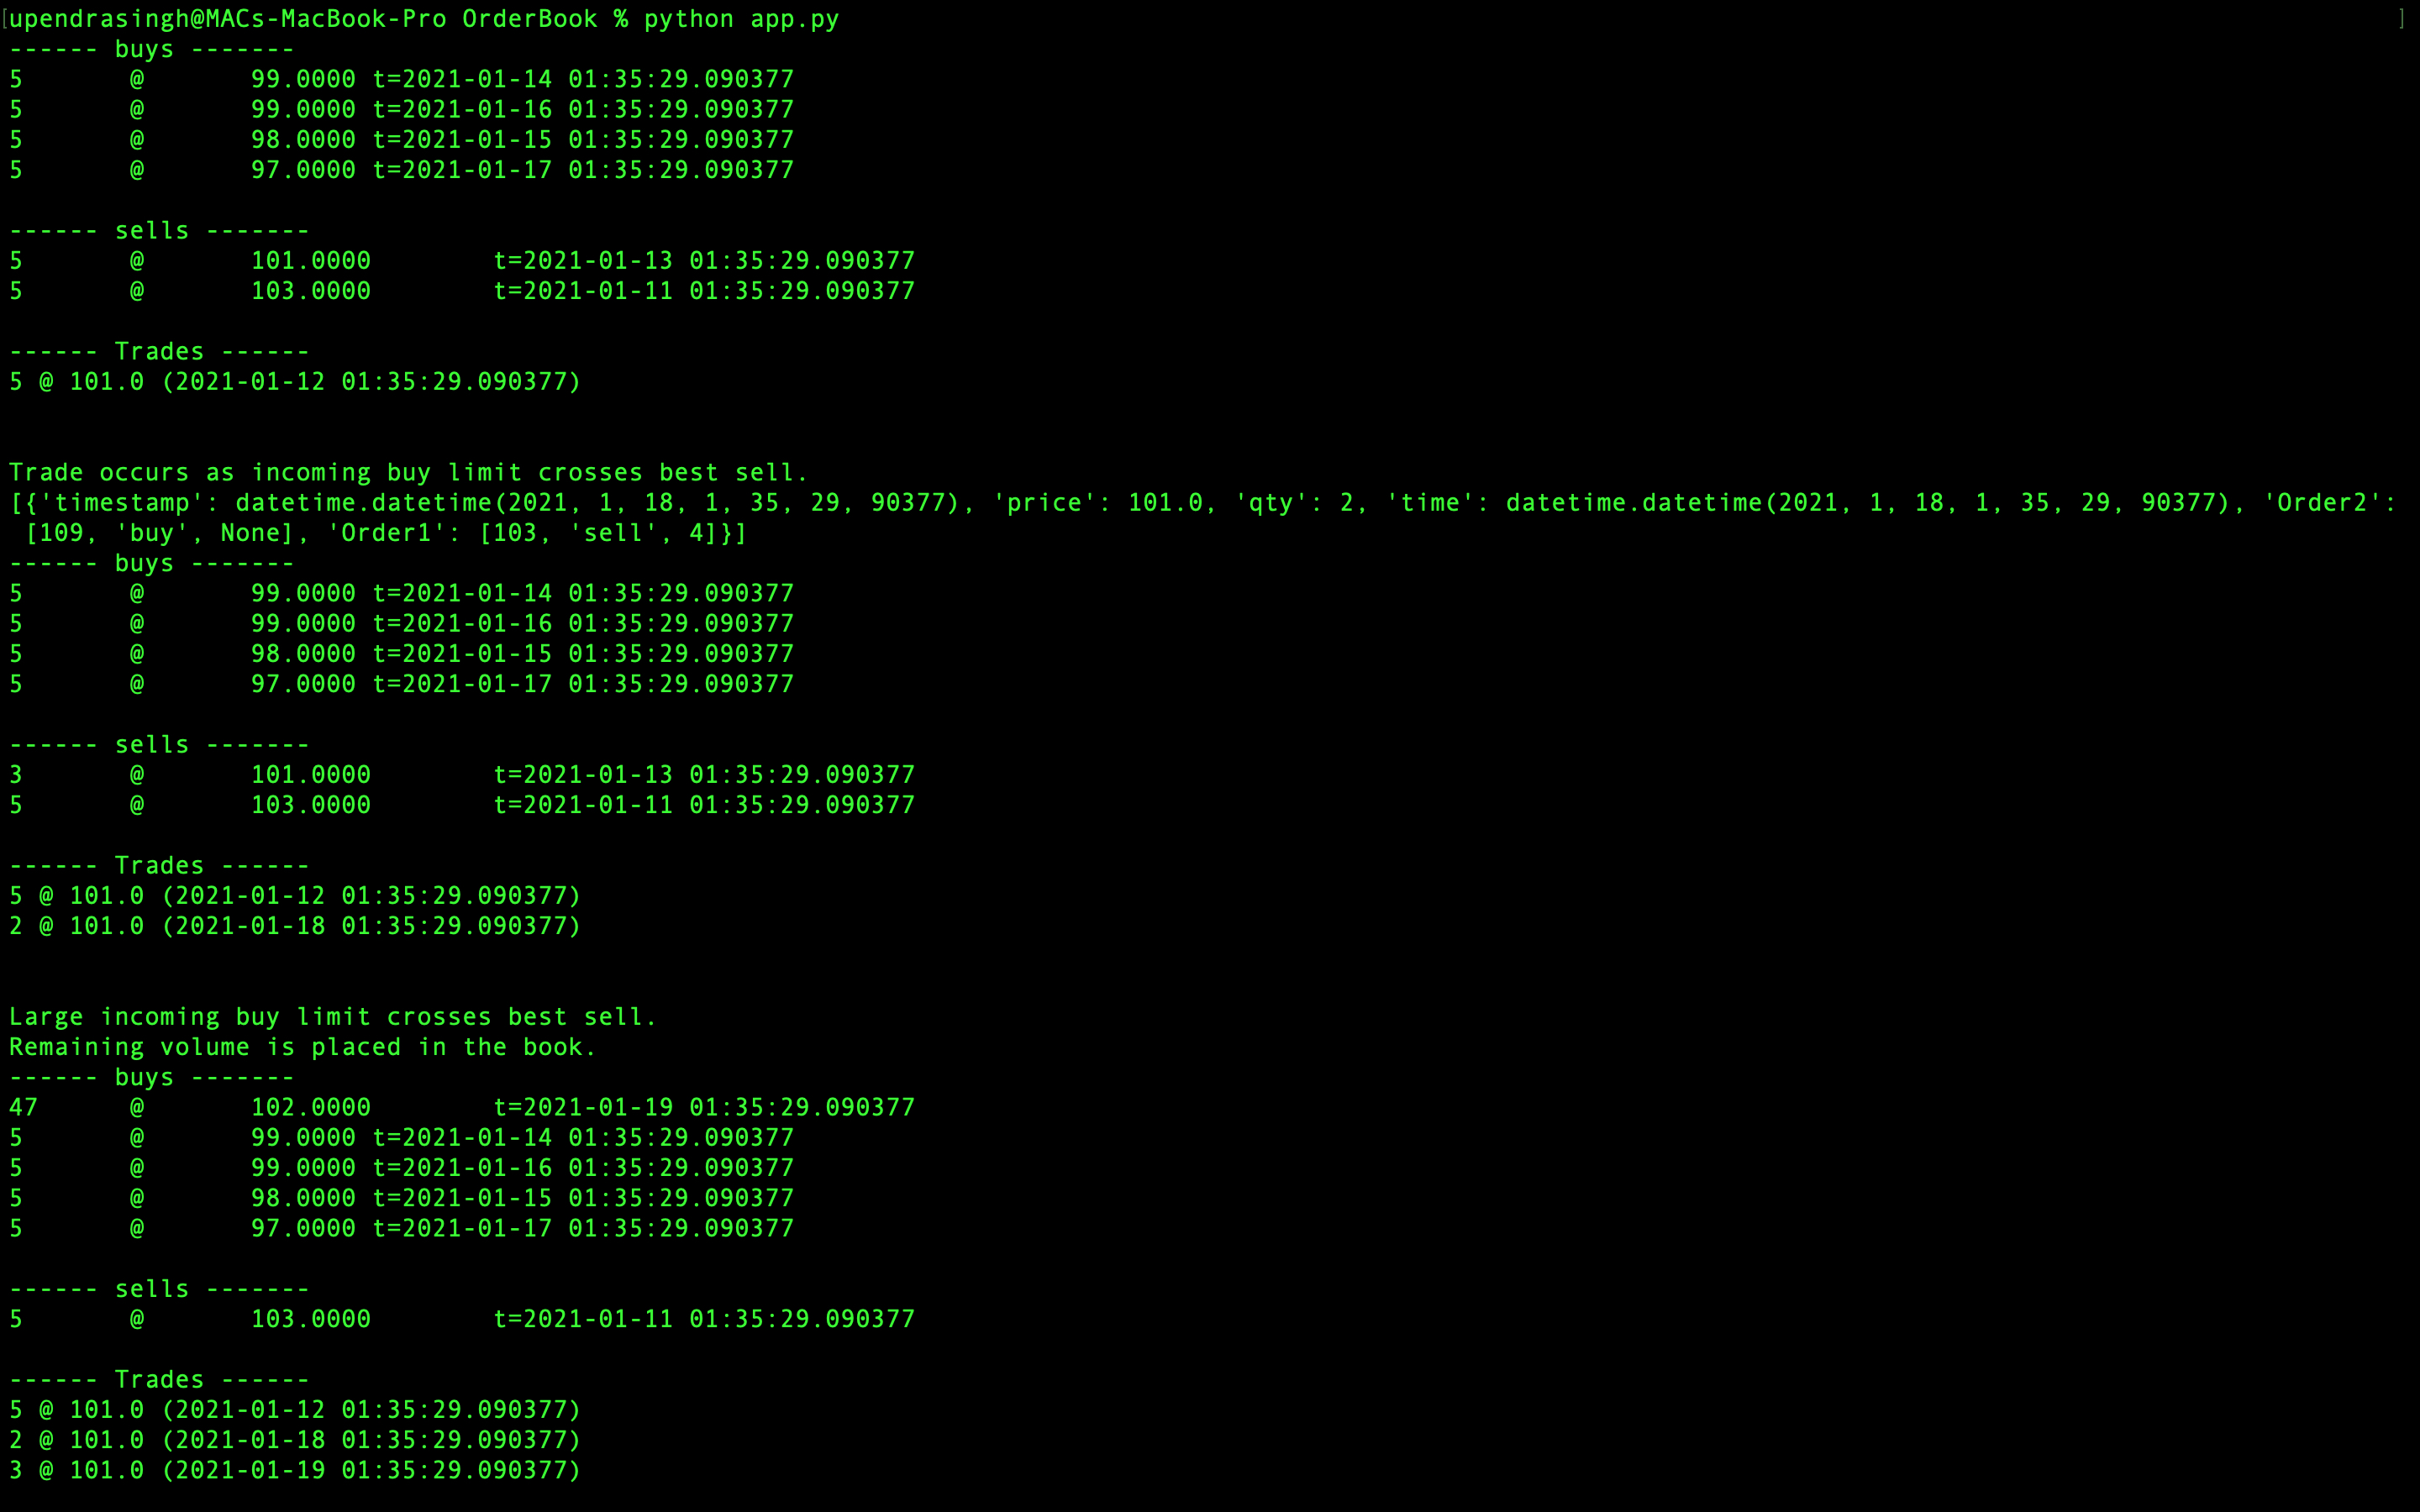 [upendrasingh@MACs-MacBook-Pro OrderBook % python app.py ]
------ buys -------
5 @ 99.0000 t=2021-01-14 01:35:29.090377
5 @ 99.0000 t=2021-01-16 01:35:29.090377
5 @ 98.0000 t=2021-01-15 01:35:29.090377
5 @ 97.0000 t=2021-01-17 01:35:29.090377
------ sells -------
5 @ 101.0000 t=2021-01-13 01:35:29.090377
5 @ 103.0000 t=2021-01-11 01:35:29.090377
------ Trades ------
5 @ 101.0 (2021-01-12 01:35:29.090377)
Trade occurs as incoming buy limit crosses best sell.
[{'timestamp': datetime.datetime(2021, 1, 18, 1, 35, 29, 90377), 'price': 101.0, 'qty': 2, 'time': datetime.datetime(2021, 1, 18, 1, 35, 29, 90377), 'Order2':
[109, 'buy', None], 'Order1': [103, 'sell', 4]}]
------ buys -------
5 @ 99.0000 t=2021-01-14 01:35:29.090377
5 @ 99.0000 t=2021-01-16 01:35:29.090377
5 @ 98.0000 t=2021-01-15 01:35:29.090377
5 @ 97.0000 t=2021-01-17 01:35:29.090377
------ sells -------
3 @ 101.0000 t=2021-01-13 01:35:29.090377
5 @ 103.0000 t=2021-01-11 01:35:29.090377
------ Trades ------
5 @ 101.0 (2021-01-12 01:35:29.090377)
2 @ 101.0 (2021-01-18 01:35:29.090377)
Large incoming buy limit crosses best sell.
Remaining volume is placed in the book.
------ buys -------
47 @ 102.0000 t=2021-01-19 01:35:29.090377
5 @ 99.0000 t=2021-01-14 01:35:29.090377
5 @ 99.0000 t=2021-01-16 01:35:29.090377
5 @ 98.0000 t=2021-01-15 01:35:29.090377
5 @ 97.0000 t=2021-01-17 01:35:29.090377
------ sells -------
5 @ 103.0000 t=2021-01-11 01:35:29.090377
------ Trades ------
5 @ 101.0 (2021-01-12 01:35:29.090377)
2 @ 101.0 (2021-01-18 01:35:29.090377)
3 @ 101.0 (2021-01-19 01:35:29.090377)